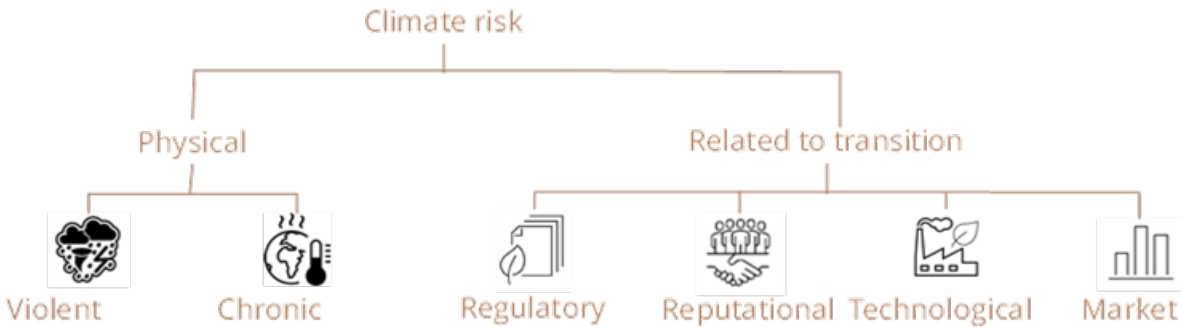 Climate risk
Physical
Related to transition
Violent
Chronic
Regulatory
Reputational
Technological
Market